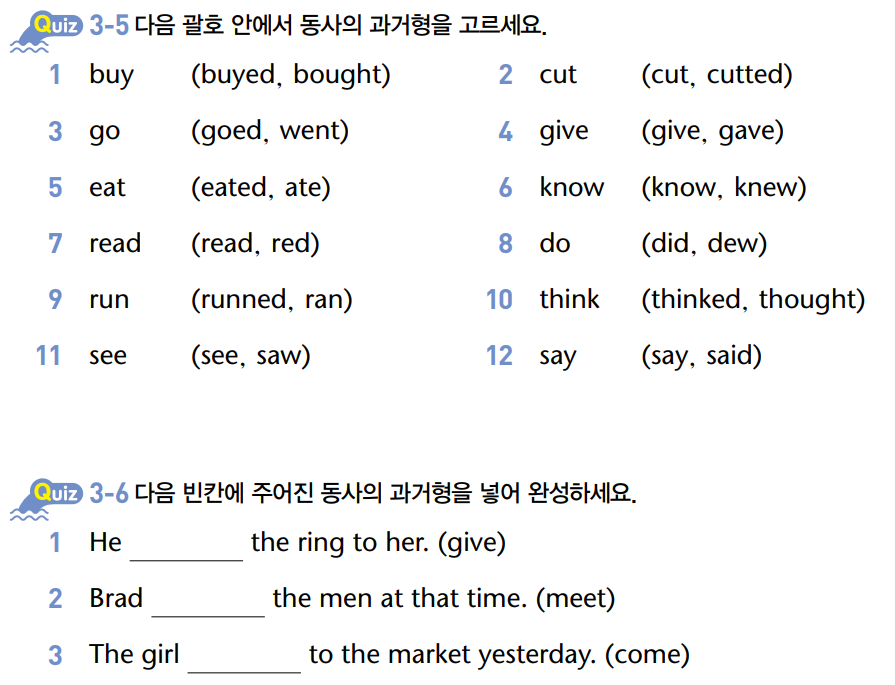 Quiz 3-5 다음 괄호 안에서 동사의 과거형을 고르세요.
1 buy (buyed, bought) 2 cut (cut, cutted)
3 go (goed, went) 4 give (give, gave)
5 eat (eated, ate) 6 know (know, knew)
7 read (read, red) 8 do (did, dew)
9 run (runned, ran) 10 think (thinked, thought)
11 see (see, saw) 12 say (say, said)
Quiz 3-6 다음 빈칸에 주어진 동사의 과거형을 넣어 완성하세요.
1 He ________ the ring to her. (give)
2 Brad ________ the men at that time. (meet)
3 The girl ________ to the market yesterday. (come)